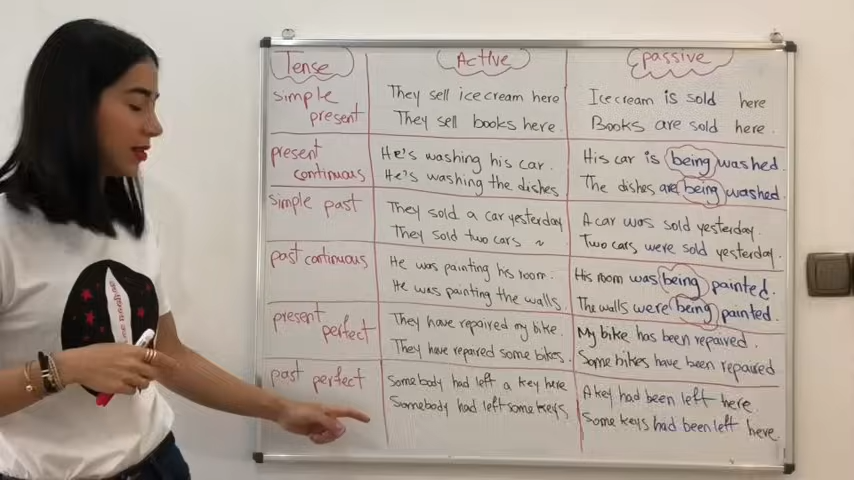 Tense Active passive
simple present
They sell icecream here
They sell books here.
Icecream is sold here
Books are sold here.
present continuous
He's washing his car.
He's washing the dishes
His car is being washed.
The dishes are being washed
simple past
They sold a car yesterday
They sold two cars ~
A car was sold yesterday.
Two cars were sold yesterday.
past continuous
He was painting his room.
He was painting the walls.
His room was being painted.
The walls were being painted.
present perfect
They have repaired my bike.
They have repaired some bikes.
My bike has been repaired.
Some bikes have been repaired
past perfect
Somebody had left a key here
Somebody had left some keys
A key had been left here.
Some keys had been left here.